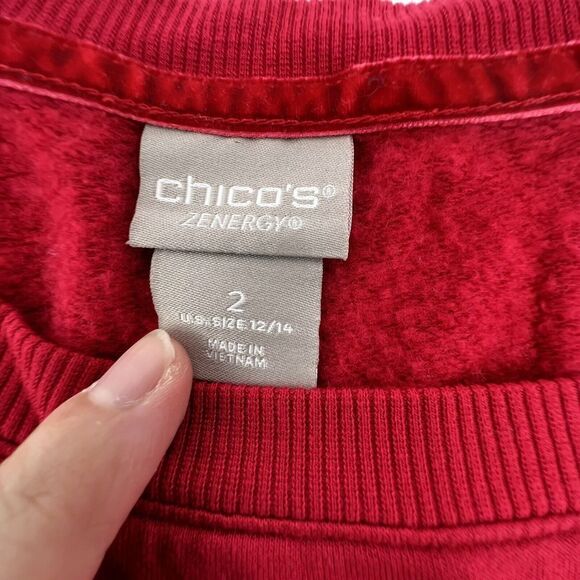 chico's®
ZENERGY®
2
U.S. SIZE 12/14
MADE IN
VIETNAM